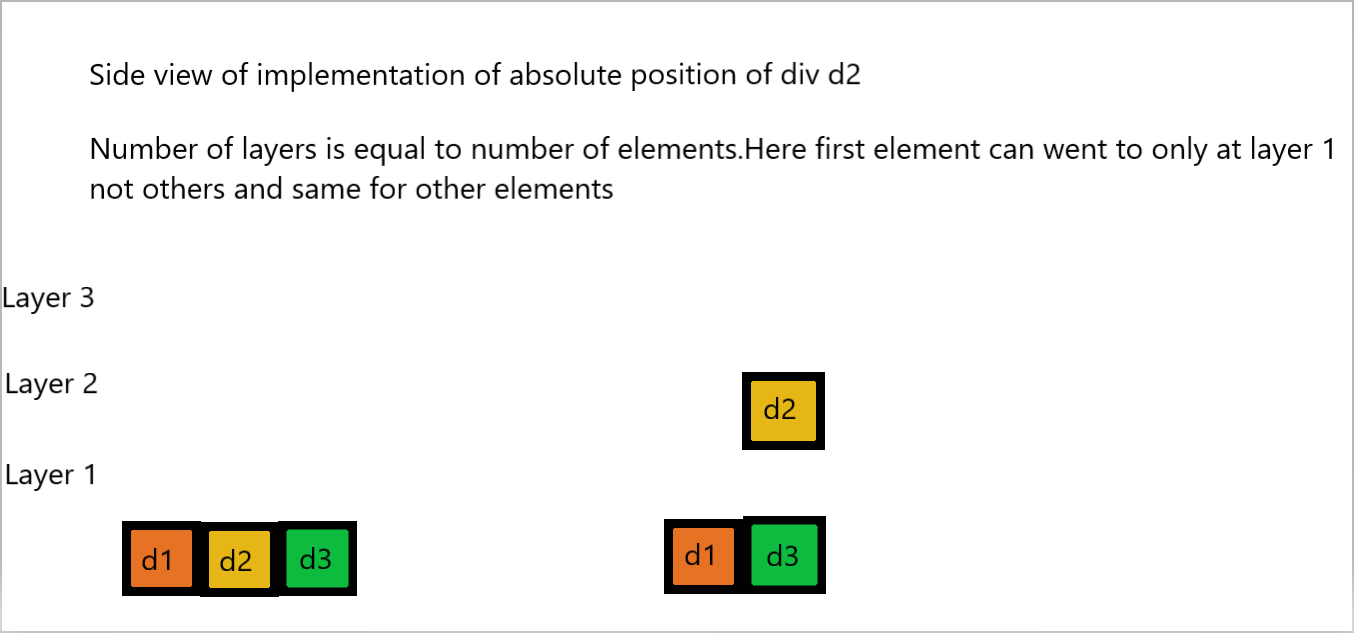 Side view of implementation of absolute position of div d2
Number of layers is equal to number of elements.Here first element can went to only at layer 1
not others and same for other elements
Layer 3
Layer 2
d2
Layer 1
d1 d2 d3 d1 d3